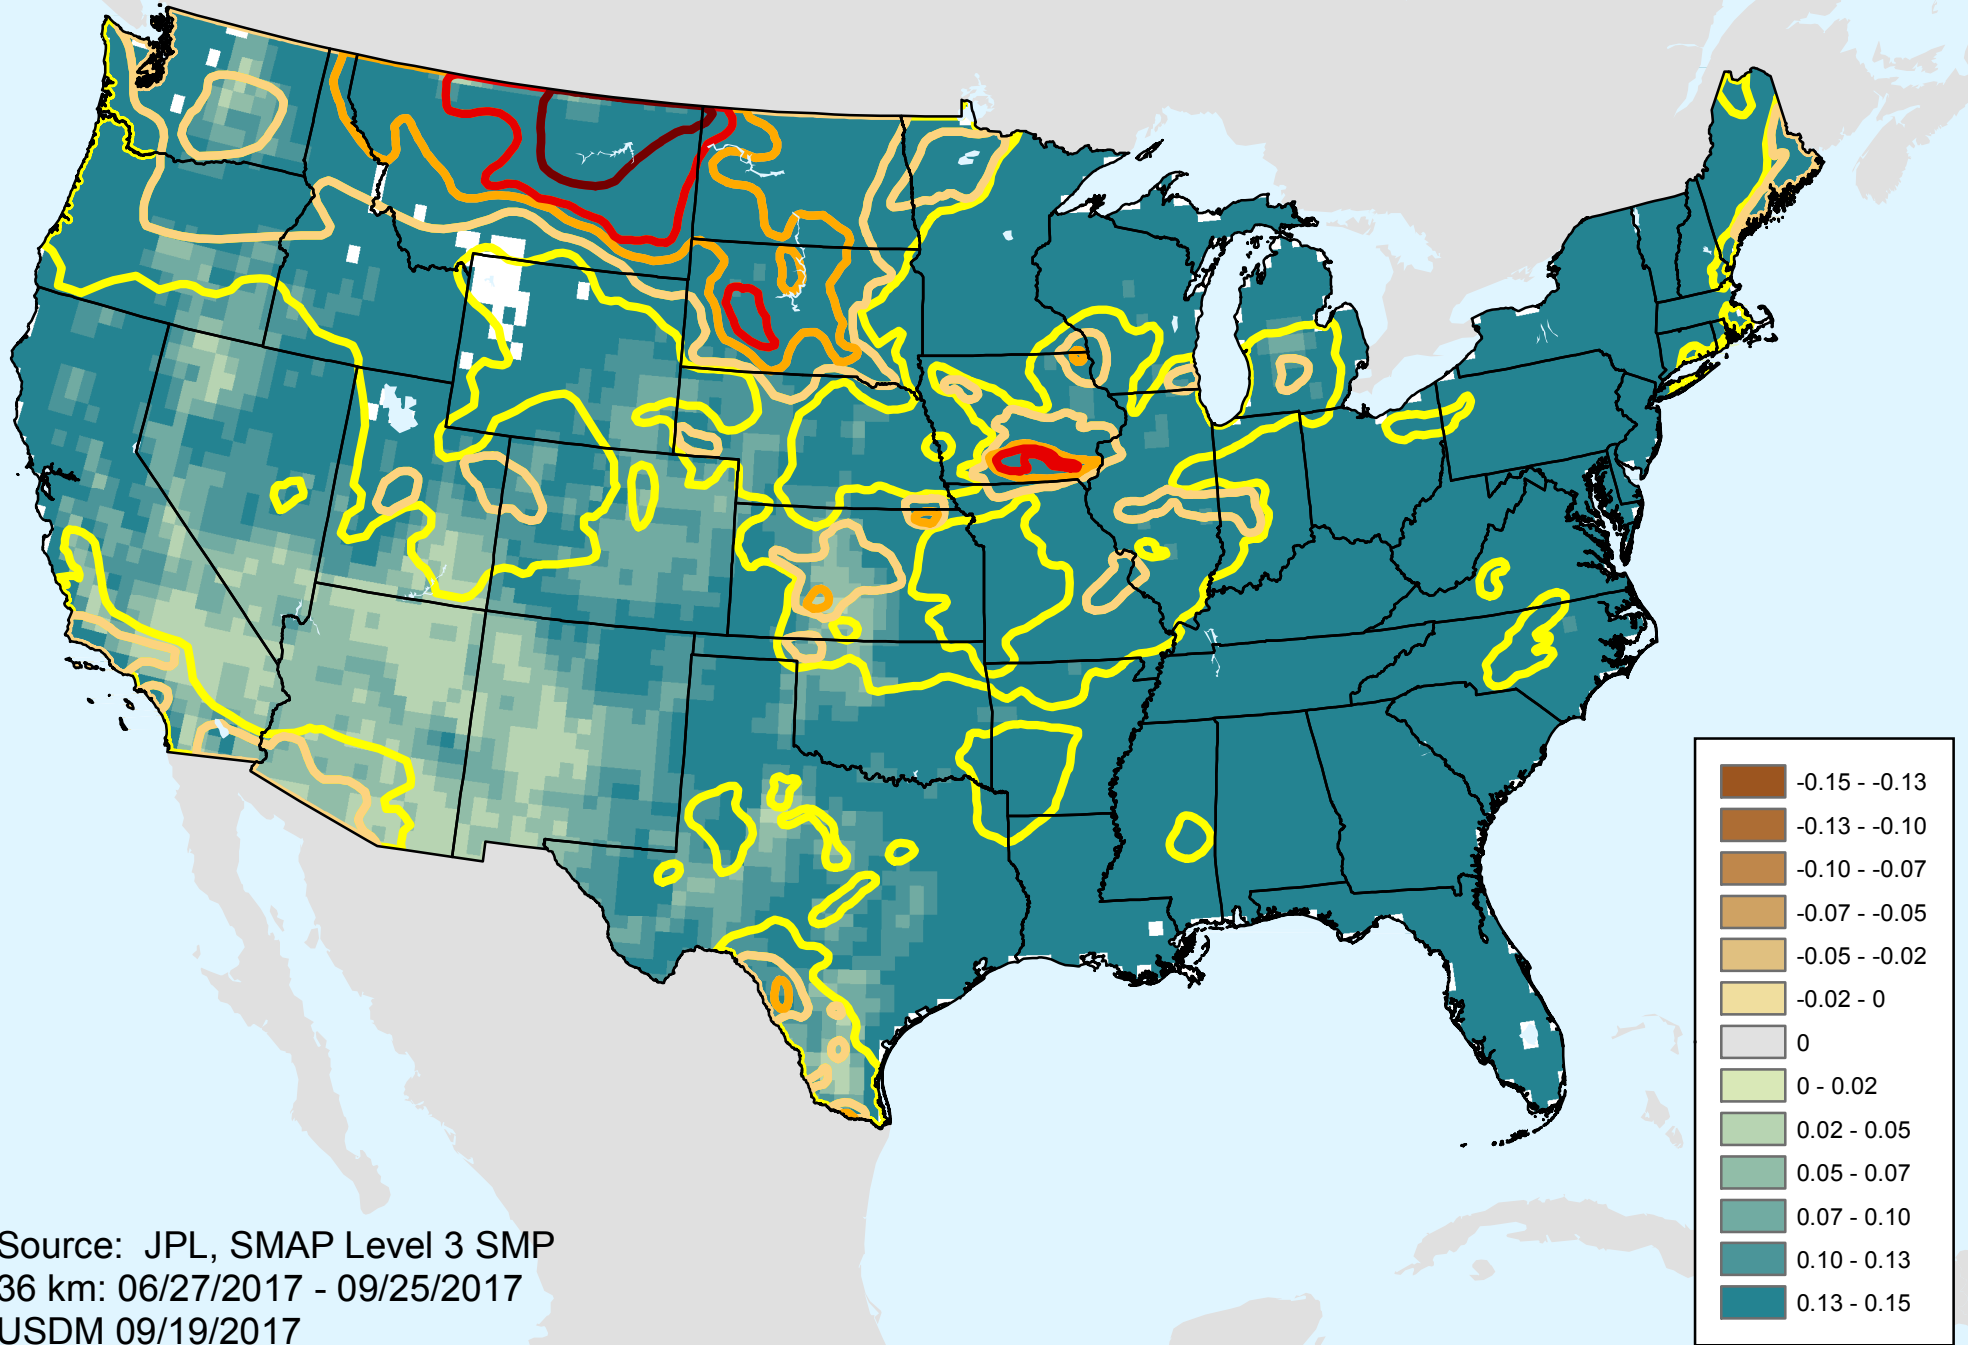 -0.15 - -0.13
-0.13 - -0.10
-0.10 - -0.07
-0.07 - -0.05
-0.05 - -0.02
-0.02 - 0
0
0 - 0.02
0.02 - 0.05
0.05 - 0.07
0.07 - 0.10
0.10 - 0.13
0.13 - 0.15
Source: JPL, SMAP Level 3 SMP
36 km: 06/27/2017 - 09/25/2017
USDM 09/19/2017